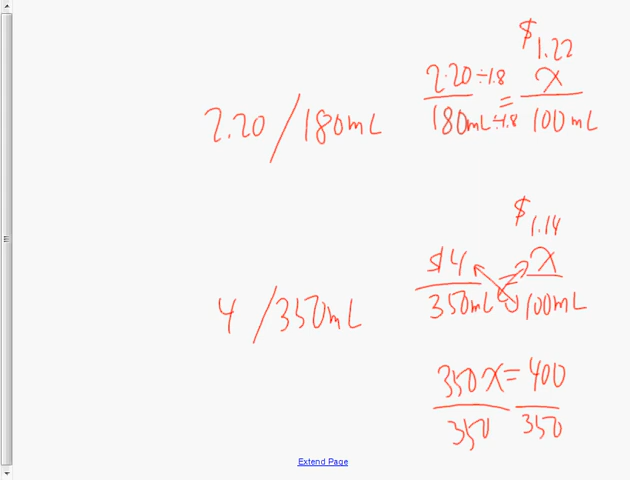 $1.22
2.20 ÷1.8 = x
180mL ÷1.8 100mL
2.20 / 180mL
$1.14
$4 = x
350mL 100mL
4 / 350mL
350x = 400
350 350
Extend Page